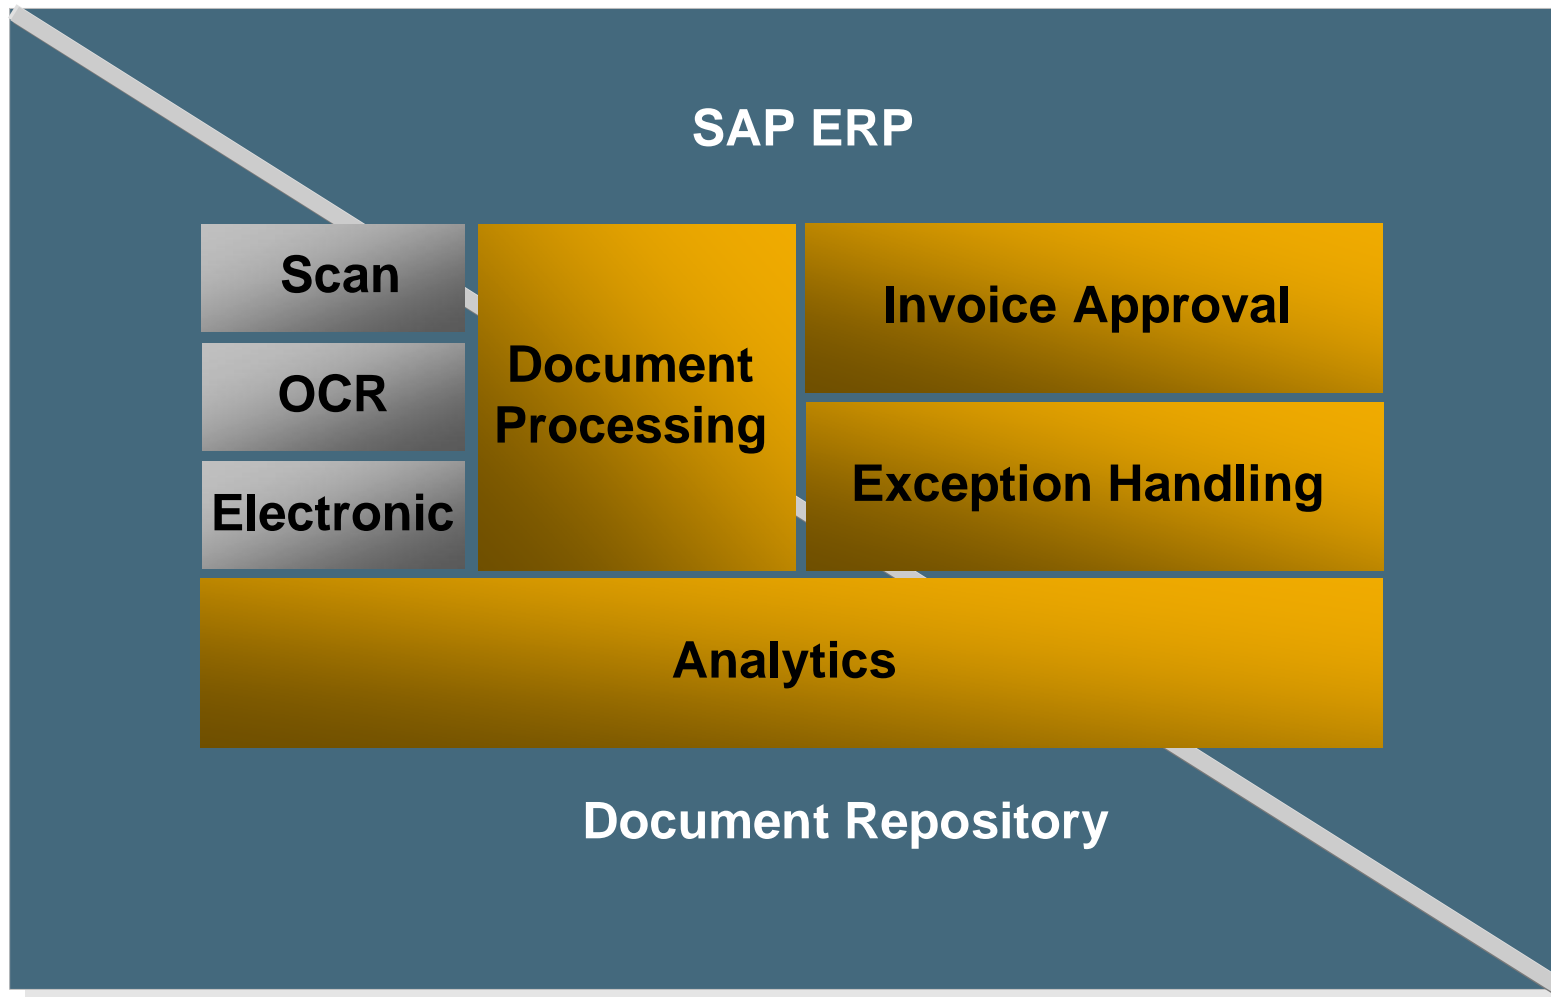 SAP ERP
Scan
OCR
Electronic
Document
Processing
Invoice Approval
Exception Handling
Analytics
Document Repository